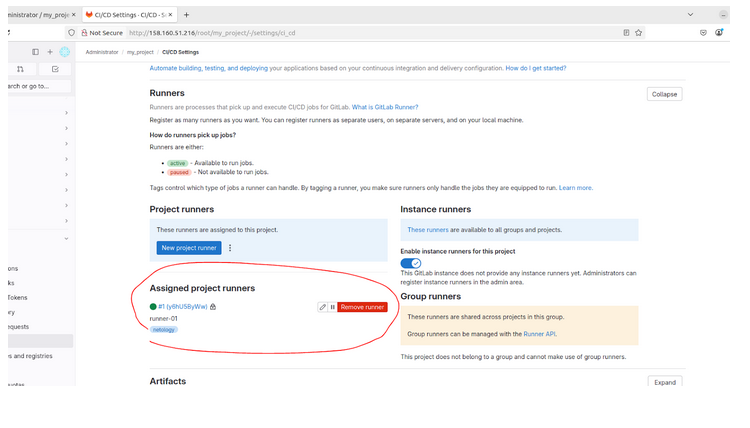 ministrator / my_proje ×
CI/CD Settings · CI/CD · Se ×
+
Not Secure http://158.160.51.216/root/my_project/-/settings/ci_cd
Administrator / my_project / CI/CD Settings
earch or go to...
Automate building, testing, and deploying your applications based on your continuous integration and delivery configuration. How do I get started?
Runners
Collapse
Runners are processes that pick up and execute CI/CD jobs for GitLab. What is GitLab Runner?
Register as many runners as you want. You can register runners as separate users, on separate servers, and on your local machine.
How do runners pick up jobs?
Runners are either:
• active - Available to run jobs.
• paused - Not available to run jobs.
Tags control which type of jobs a runner can handle. By tagging a runner, you make sure runners only handle the jobs they are equipped to run. Learn more.
Project runners
These runners are assigned to this project.
New project runner
Assigned project runners
#1 (y6hUSByWw)
Remove runner
runner-01
netology
Instance runners
These runners are available to all groups and projects.
Enable instance runners for this project
This GitLab instance does not provide any instance runners yet. Administrators can
register instance runners in the admin area.
Group runners
These runners are shared across projects in this group.
Group runners can be managed with the Runner API.
This project does not belong to a group and cannot make use of group runners.
ons
ks
Tokens
cy
equests
s and registries
Artifacts
Expand